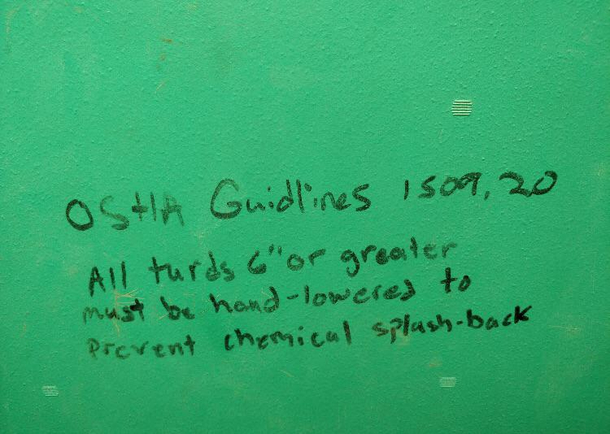 OSHA Guidlines 1509.20
All turds 6" or greater
must be hand-lowered to
prevent chemical splash-back